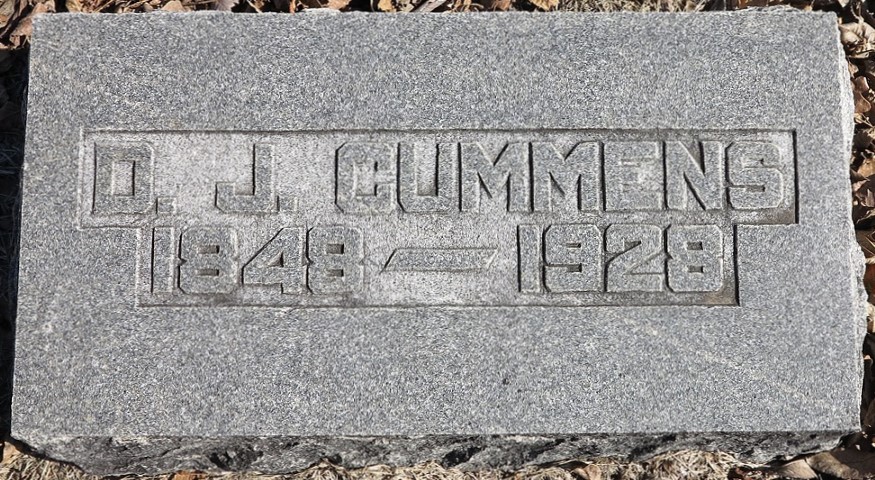 D. J. CUMMENS
1848 — 1928